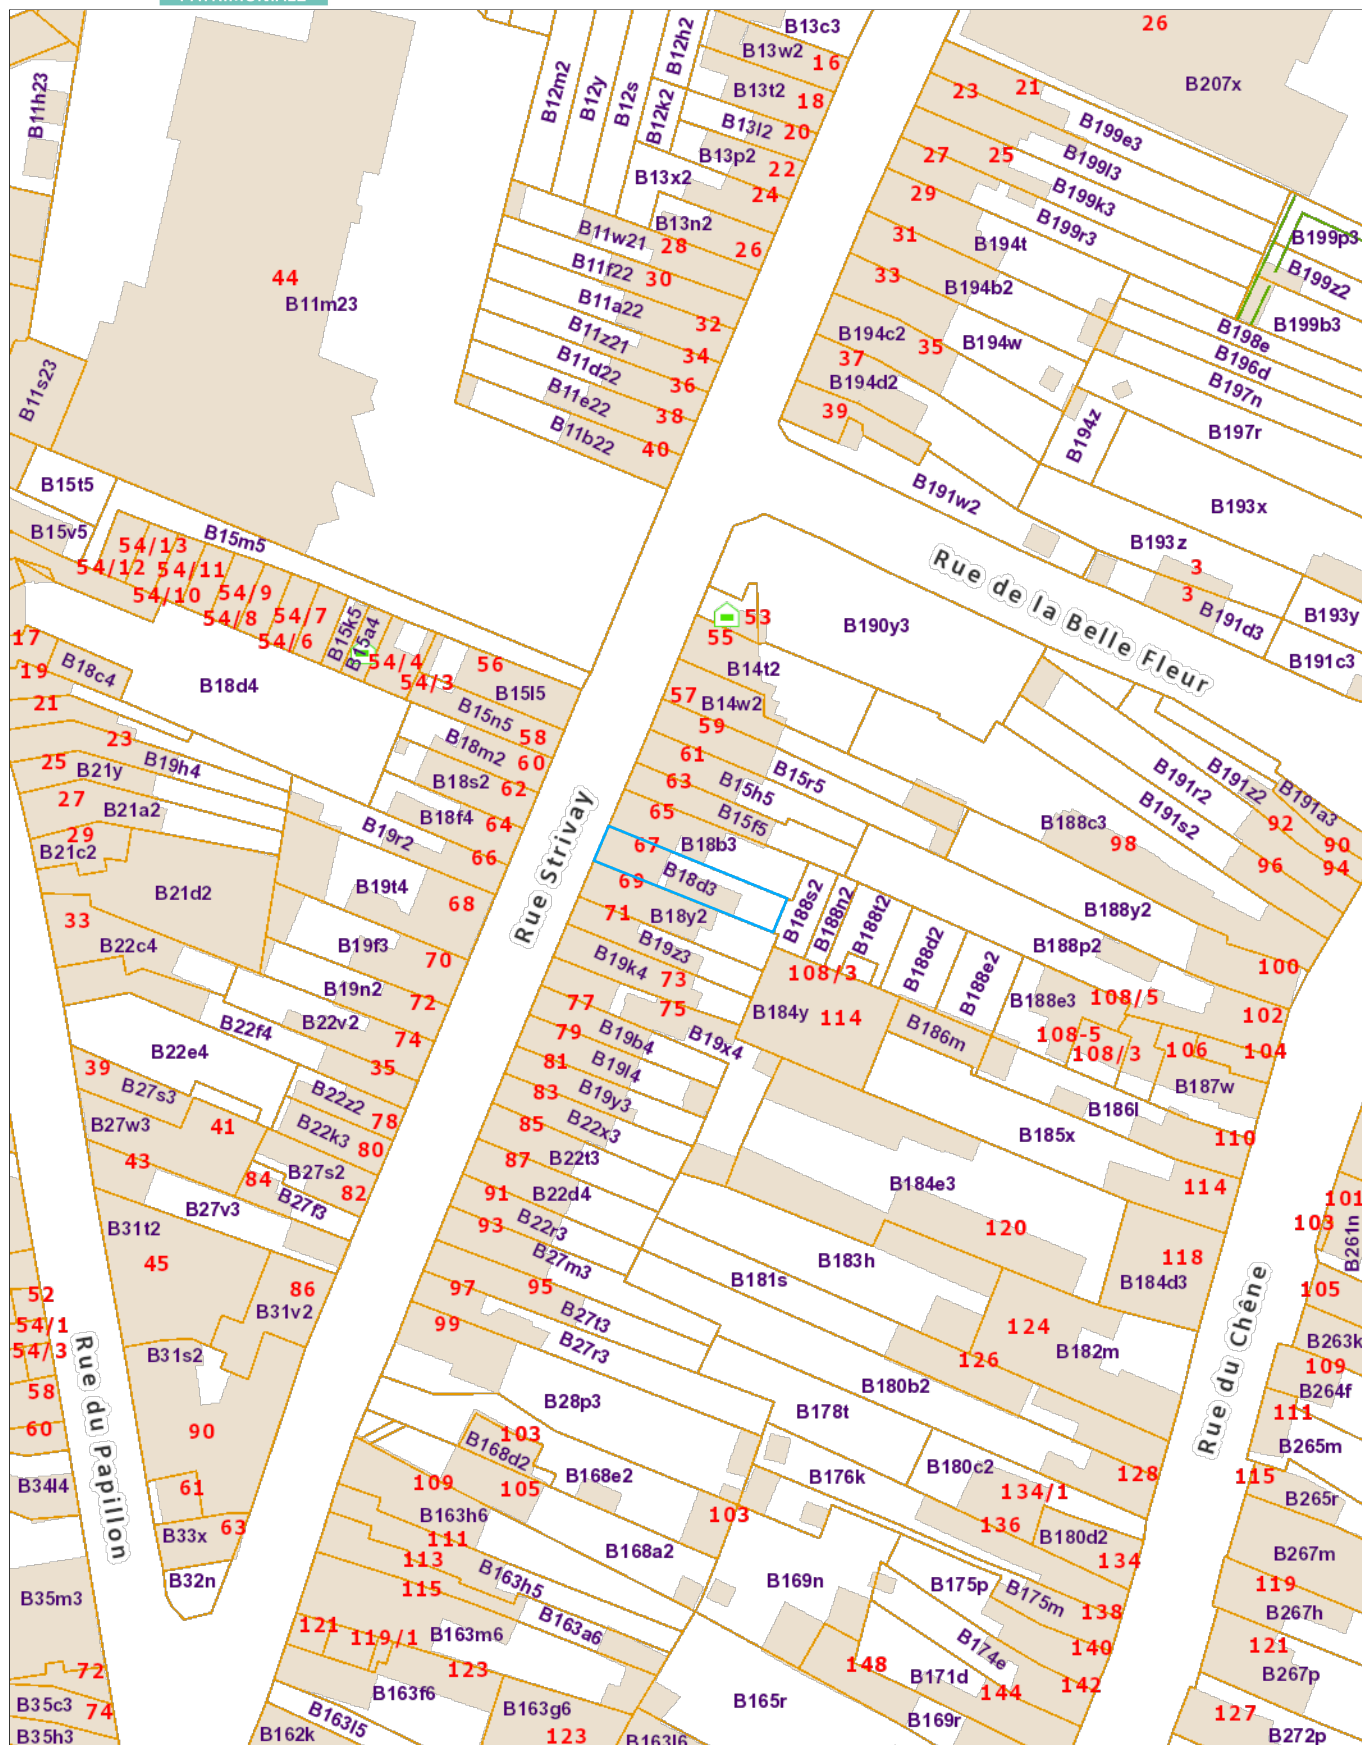 26
B13c3
B13w2
16
B207x
B12h2
B12m2
B12y
B12s
B12k2
B11h23
B13t2
18
23
21
B199e3
B13l2
20
B13p2
22
27
25
B199l3
B13x2
24
29
B199k3
B13n2
B199r3
B11w21
28
26
31
B194t
B199p3
44
B11m23
B11f22
30
33
B194b2
B199z2
B11a22
32
B199b3
B11z21
34
B194c2
35
B194w
B198e
37
B196d
B11d22
36
B194d2
B197n
B11s23
B11e22
38
39
B194z
B197r
B11b22
40
B15t5
B191w2
B193x
B15v5
B15m5
54/13
B193z
54/12
54/11
3
54/10
54/9
3
54/8
54/7
54/6
B15k5
B15a4
53
55
B190y3
Rue de la Belle Fleur
B191d3
B193y
17
19
B18c4
54/4
56
B14t2
B191c3
B18d4
54/3
B15l5
57
B14w2
21
B15n5
59
23
58
B18m2
61
B15r5
25
B21y
B19h4
60
63
B15h5
B191r2
B191z2
B191a3
27
B21a2
B18s2
62
65
B15f5
B191s2
B188c3
92
29
B18f4
64
98
90
B21c2
B19r2
66
67
B18b3
96
94
B21d2
B19t4
69
B18d3
68
Rue Strivay
71
B18y2
B188s2
B188n2
B188t2
B188y2
33
B22c4
B19f3
B19z3
B188d2
B188p2
70
B19k4
73
108/3
B188e2
100
B19n2
72
77
75
B184y
114
B188e3
108/5
102
B22f4
B22v2
74
79
B19b4
B19x4
B186m
108-5
108/3
106
104
B22e4
35
81
B19l4
B187w
39
B27s3
B22z2
83
B19y3
B186l
B27w3
41
78
85
B22x3
B185x
110
B22k3
80
43
84
B27s2
87
B22t3
B184e3
114
B27v3
B27f3
82
91
B22d4
101
B31t2
93
B22r3
120
103
B261n
45
B27m3
B183h
118
B181s
B184d3
52
86
97
95
105
54/1
B31v2
99
B27t3
124
54/3
B31s2
B27r3
126
B182m
B263k
Rue du Papillon
Rue du Chêne
109
58
B28p3
B180b2
B264f
60
90
103
B178t
111
B168d2
B265m
B34l4
61
109
105
B168e2
B176k
B180c2
128
115
134/1
B265r
B33x
63
B163h6
103
136
111
B180d2
B267m
113
B168a2
134
B32n
115
B163h5
B169n
B175p
119
B35m3
B163a6
B175m
138
B267h
121
119/1
B163m6
B174e
140
121
72
123
148
B171d
B267p
B163f6
142
B35c3
74
B163l5
B163g6
B165r
144
127
B35h3
B162k
123
B163l6
B169r
B272p